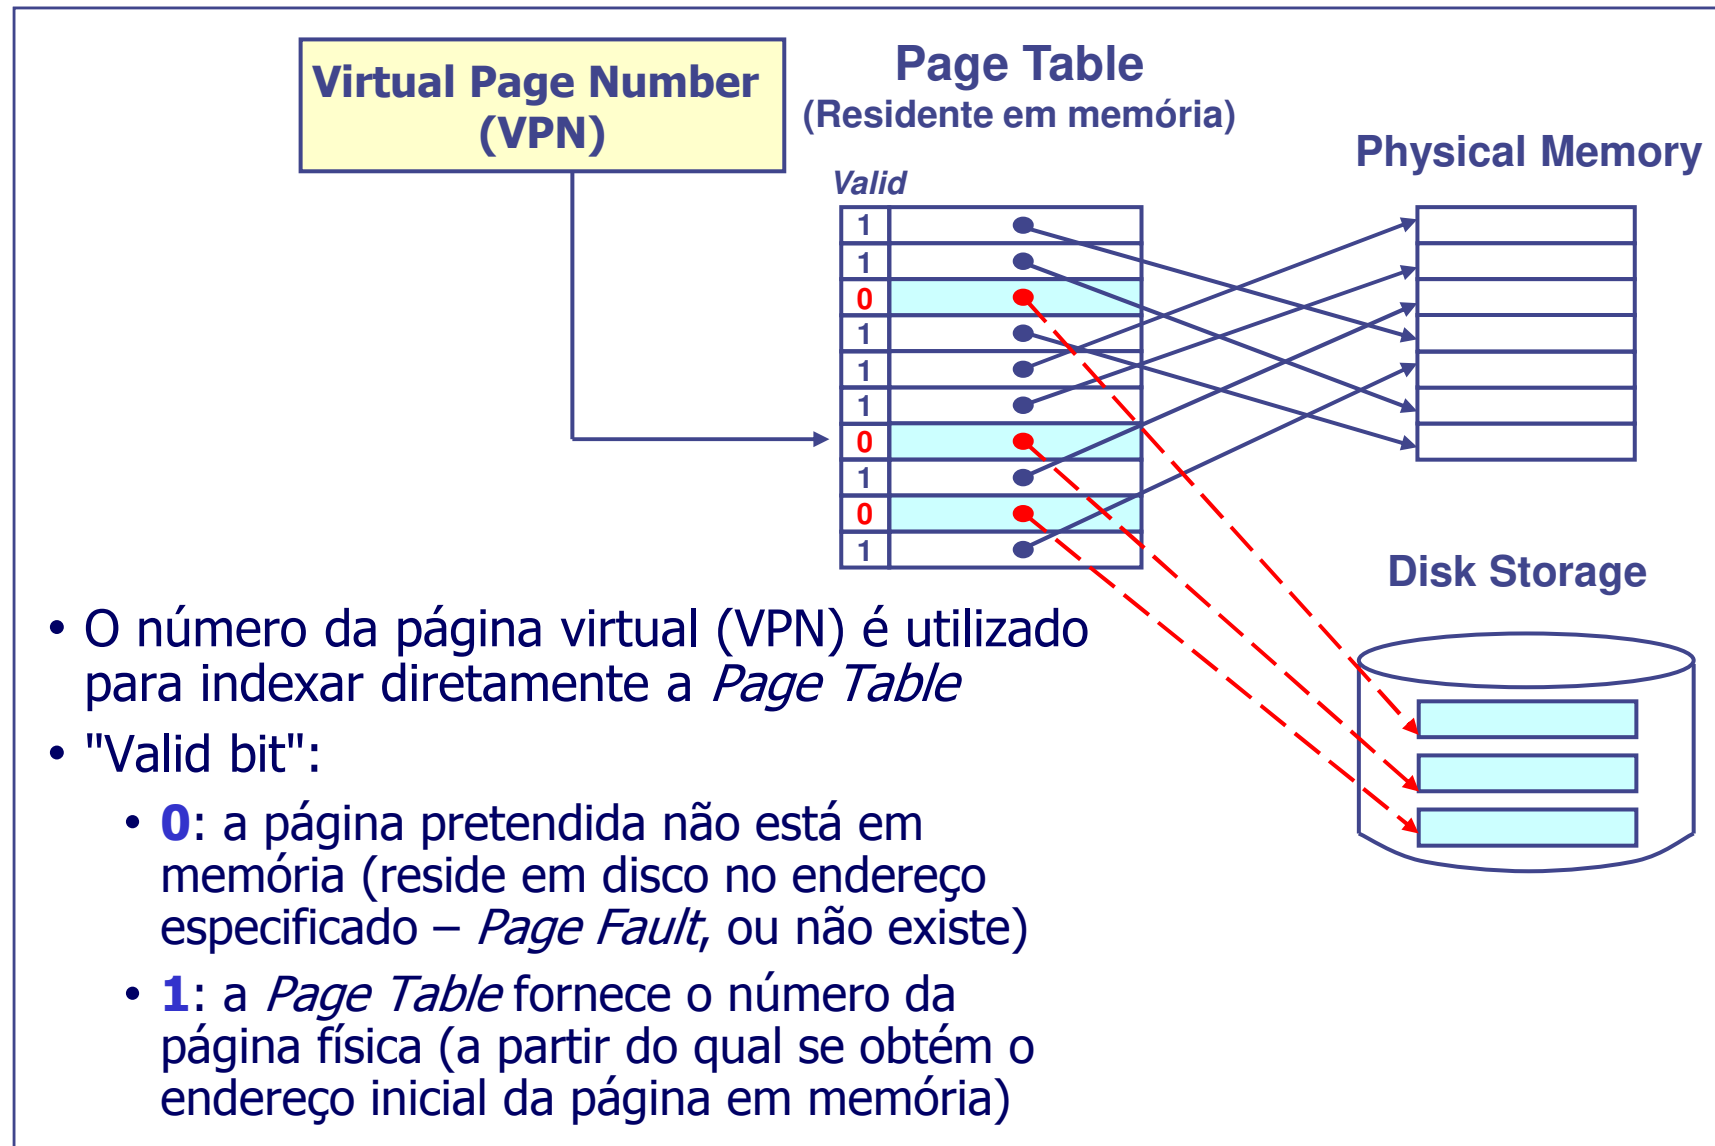 Virtual Page Number
(VPN)
Page Table
(Residente em memória)
Physical Memory
Valid
1
1
0
1
1
1
0
1
0
1
Disk Storage
• O número da página virtual (VPN) é utilizado
para indexar diretamente a Page Table
• "Valid bit":
• 0: a página pretendida não está em
memória (reside em disco no endereço
especificado – Page Fault, ou não existe)
• 1: a Page Table fornece o número da
página física (a partir do qual se obtém o
endereço inicial da página em memória)